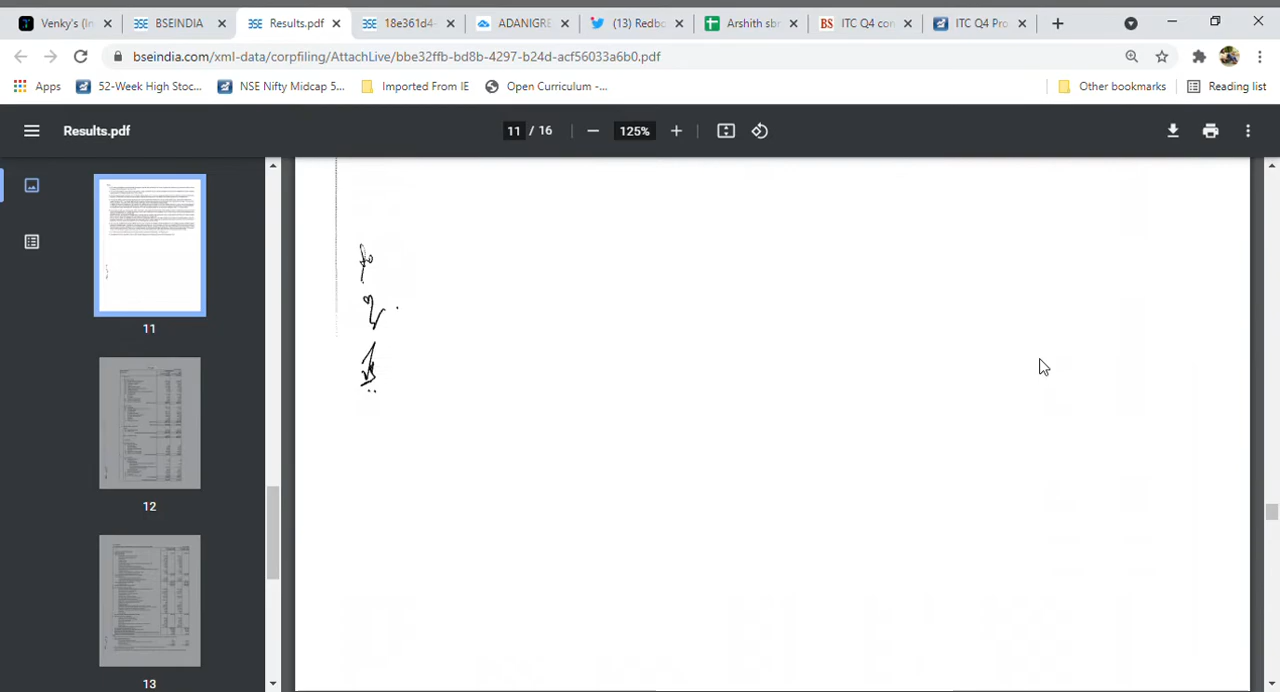 Venky's (In
BSEINDIA
Results.pdf
18e361d4-
ADANIGRE
(13) Redbo
Arshith sbr
ITC Q4 con
ITC Q4 Pro
bseindia.com/xml-data/corpfiling/AttachLive/bbe32ffb-bd8b-4297-b24d-acf56033a6b0.pdf
Apps
52-Week High Stoc...
NSE Nifty Midcap 5...
Imported From IE
Open Curriculum -...
Other bookmarks
Reading list
Results.pdf
11 / 16
125%
11
12
13